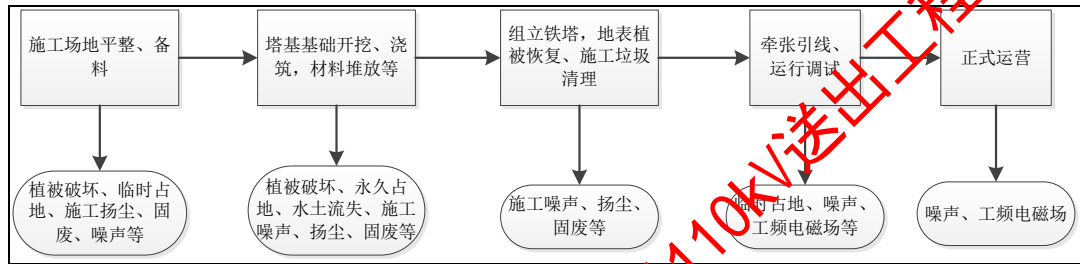 施工场地平整、备
料
塔基基础开挖、浇
筑，材料堆放等
组立铁塔，地表植
被恢复、施工垃圾
清理
牵张引线、
运行调试
正式运营
植被破坏、临时占
地、施工扬尘、固
废、噪声等
植被破坏、永久占
地、水土流失、施工
噪声、扬尘、固废等
施工噪声、扬尘、
固废等
临时占地、噪声、
工频电磁场等
噪声、工频电磁场
110kV送出工程